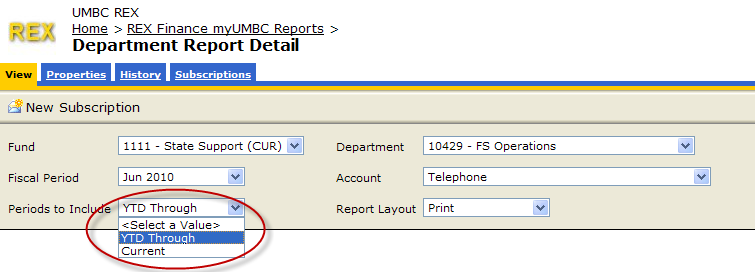 REX
UMBC REX
Home > REX Finance myUMBC Reports >
Department Report Detail
View Properties History Subscriptions
New Subscription
Fund 1111 - State Support (CUR) Department 10429 - FS Operations
Fiscal Period Jun 2010 Account Telephone
Periods to Include YTD Through Report Layout Print
<Select a Value>
YTD Through
Current